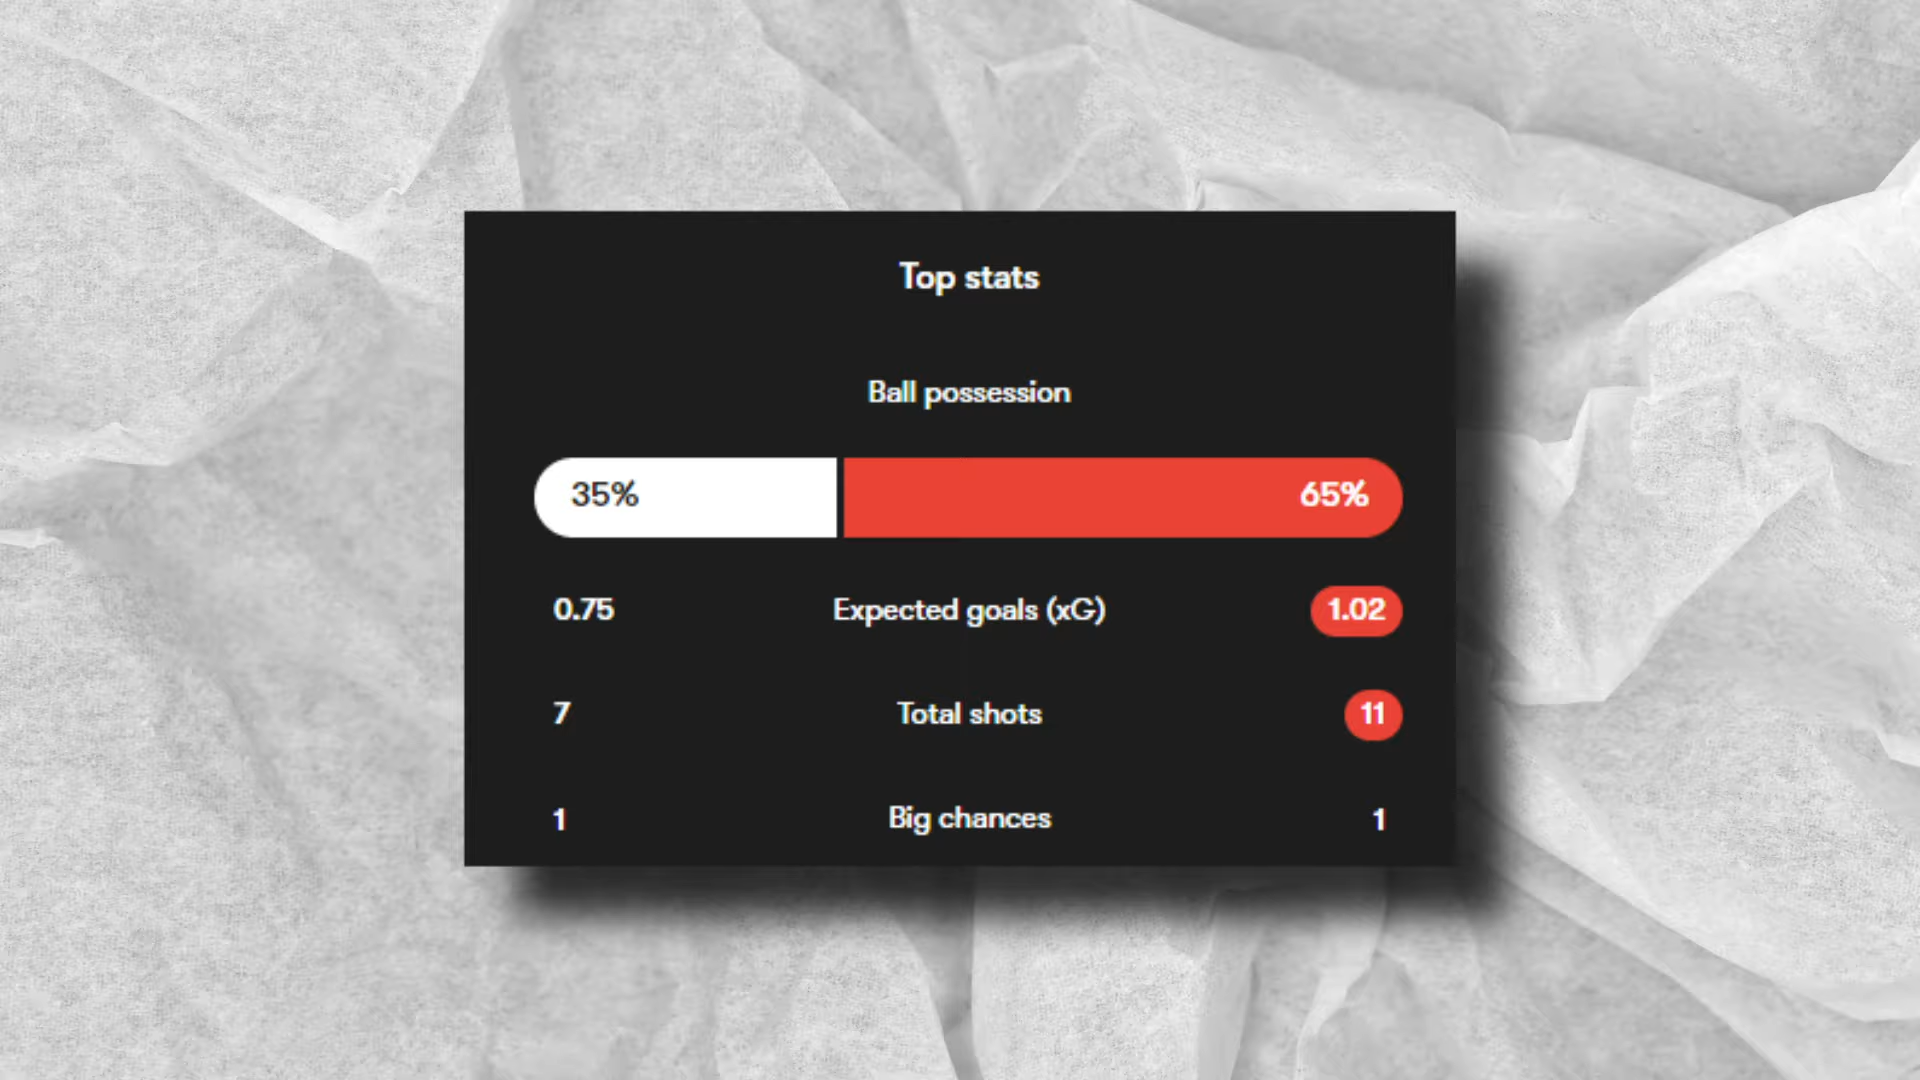 Top stats
Ball possession
35% 65%
0.75 Expected goals (xG) 1.02
7 Total shots 11
1 Big chances 1